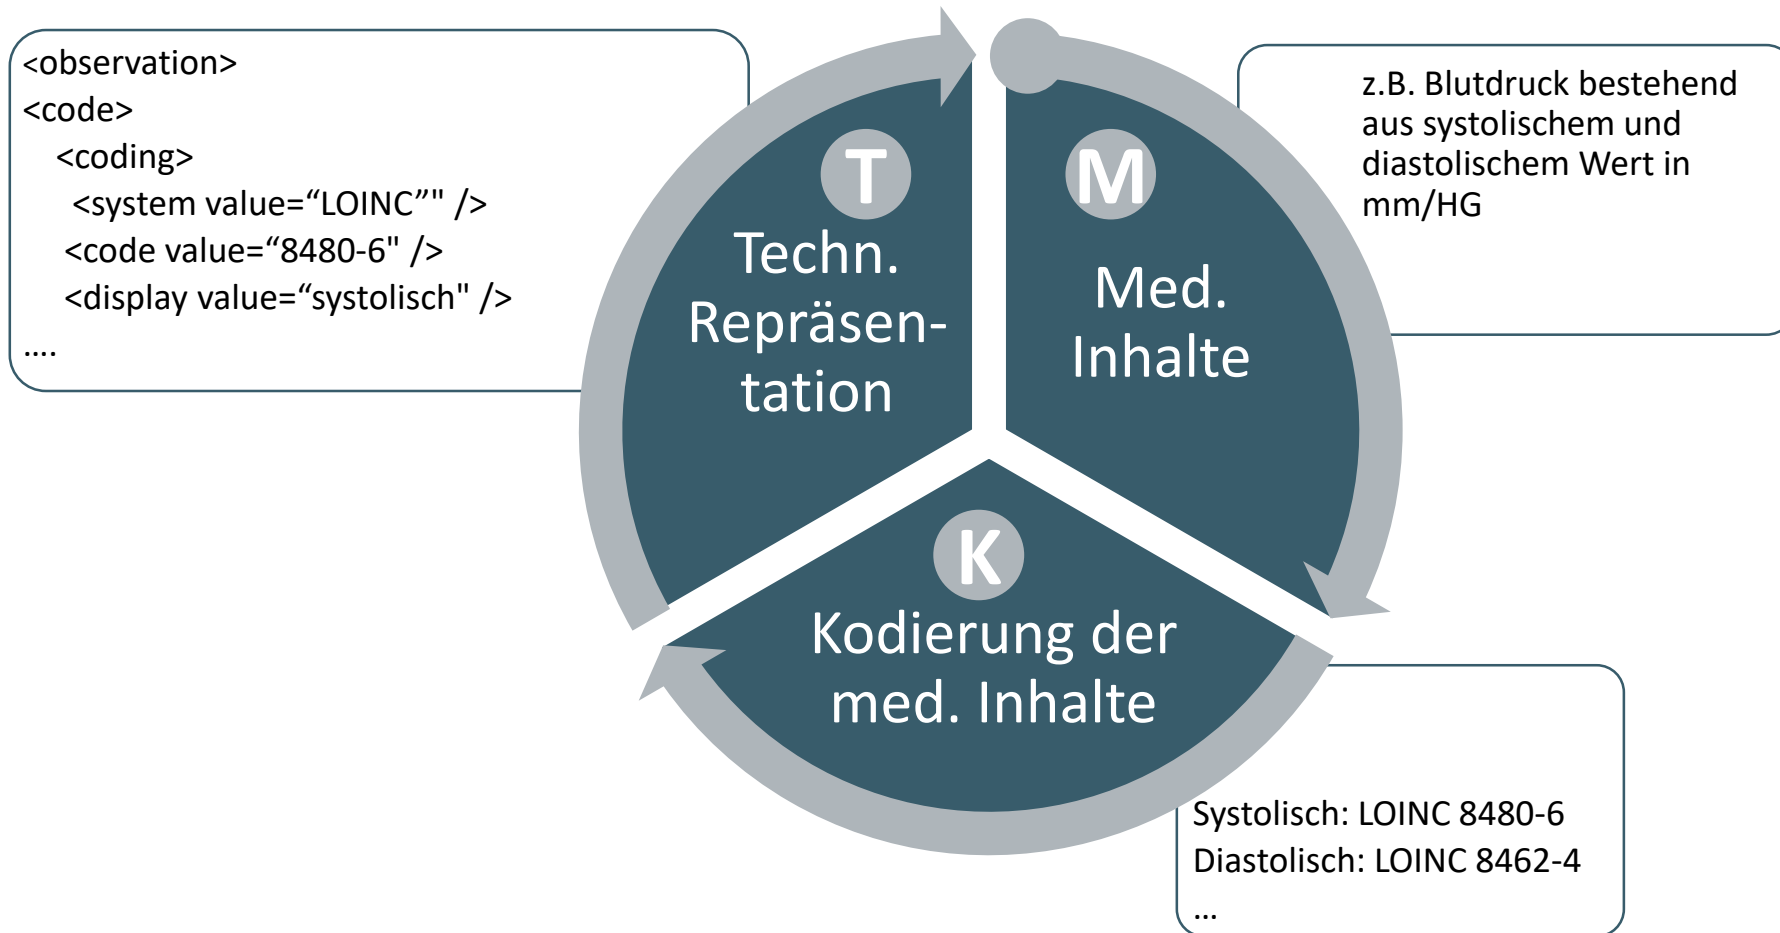 <observation>
<code>
<coding>
<system value=“LOINC”" />
<code value=“8480-6" />
<display value=“systolisch" />
....
T
Techn.
Repräsen-
tation
M
Med.
Inhalte
z.B. Blutdruck bestehend
aus systolischem und
diastolischem Wert in
mm/HG
K
Kodierung der
med. Inhalte
Systolisch: LOINC 8480-6
Diastolisch: LOINC 8462-4
...